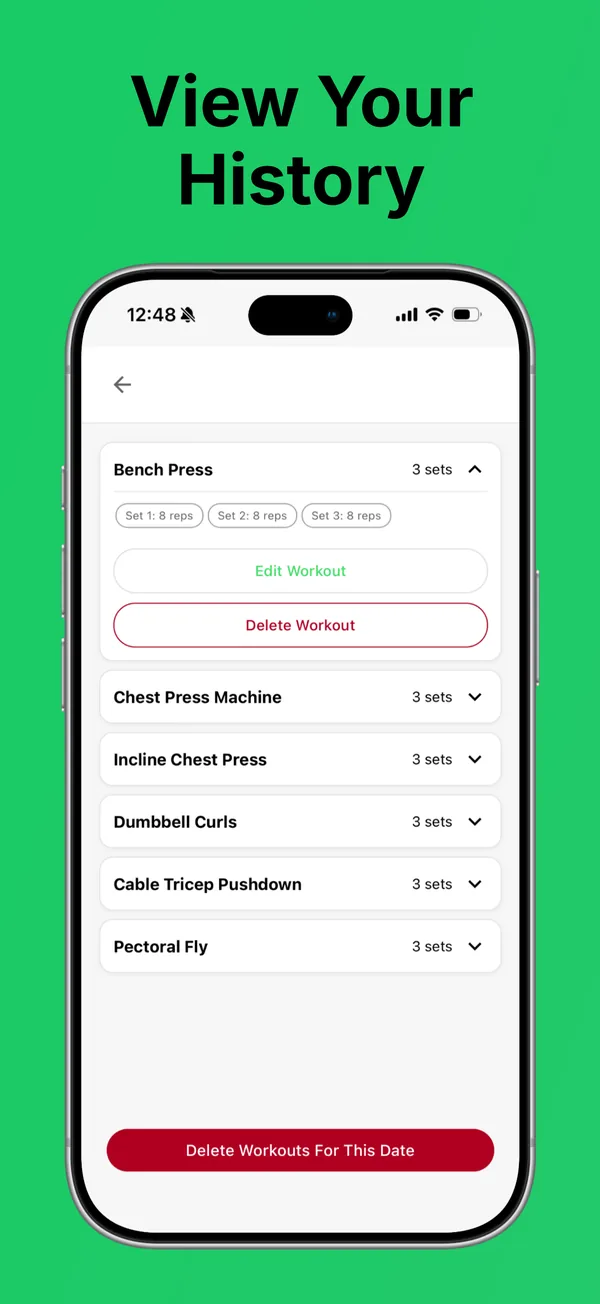 View Your
History
12:48
Bench Press 3 sets
Set 1: 8 reps Set 2: 8 reps Set 3: 8 reps
Edit Workout
Delete Workout
Chest Press Machine 3 sets
Incline Chest Press 3 sets
Dumbbell Curls 3 sets
Cable Tricep Pushdown 3 sets
Pectoral Fly 3 sets
Delete Workouts For This Date